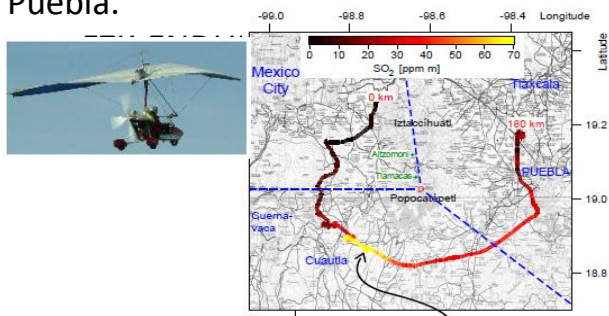 Puebla.
-99.0 -98.8 -98.6 -98.4 Longitude
Latitude
0 10 20 30 40 50 60 70
SO2 [ppm m]
Mexico
City
Tlaxcala
0 km
Iztaccihuatl
180 km
19.2
Altzomoni
Tlamacas
PUEBLA
Popocatépetl
19.0
Cuerna-
vaca
Cuautla
18.8